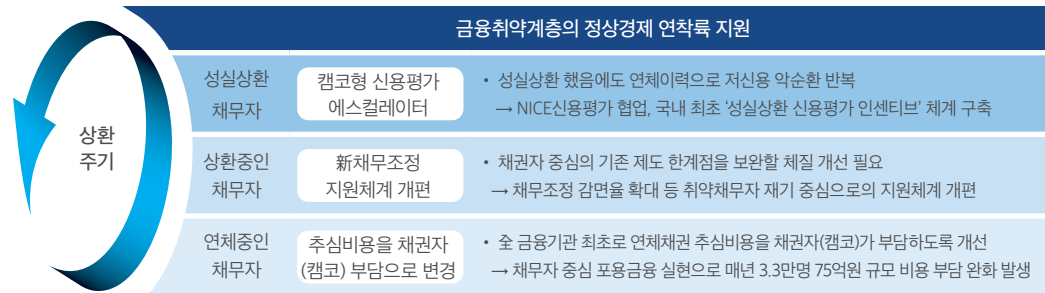 금융취약계층의 정상경제 연착륙 지원
상환
주기
성실상환
채무자
캠코형 신용평가
에스컬레이터
• 성실상환 했음에도 연체이력으로 저신용 악순환 반복
→ NICE신용평가 협업, 국내 최초 ‘성실상환 신용평가 인센티브’ 체계 구축
상환중인
채무자
新채무조정
지원체계 개편
• 채권자 중심의 기존 제도 한계점을 보완할 체질 개선 필요
→ 채무조정 감면율 확대 등 취약채무자 재기 중심으로의 지원체계 개편
연체중인
채무자
추심비용을 채권자
(캠코) 부담으로 변경
• 全 금융기관 최초로 연체채권 추심비용을 채권자(캠코)가 부담하도록 개선
→ 채무자 중심 포용금융 실현으로 매년 3.3만명 75억원 규모 비용 부담 완화 발생